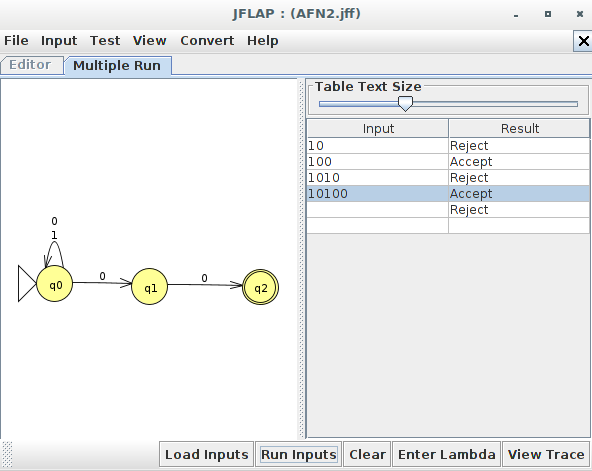 JFLAP : (AFN2.jff)
File Input Test View Convert Help
Editor Multiple Run
Table Text Size
Input Result
10 Reject
100 Accept
1010 Reject
10100 Accept
Reject
0
1
q0 0 q1 0 q2
Load Inputs Run Inputs Clear Enter Lambda View Trace